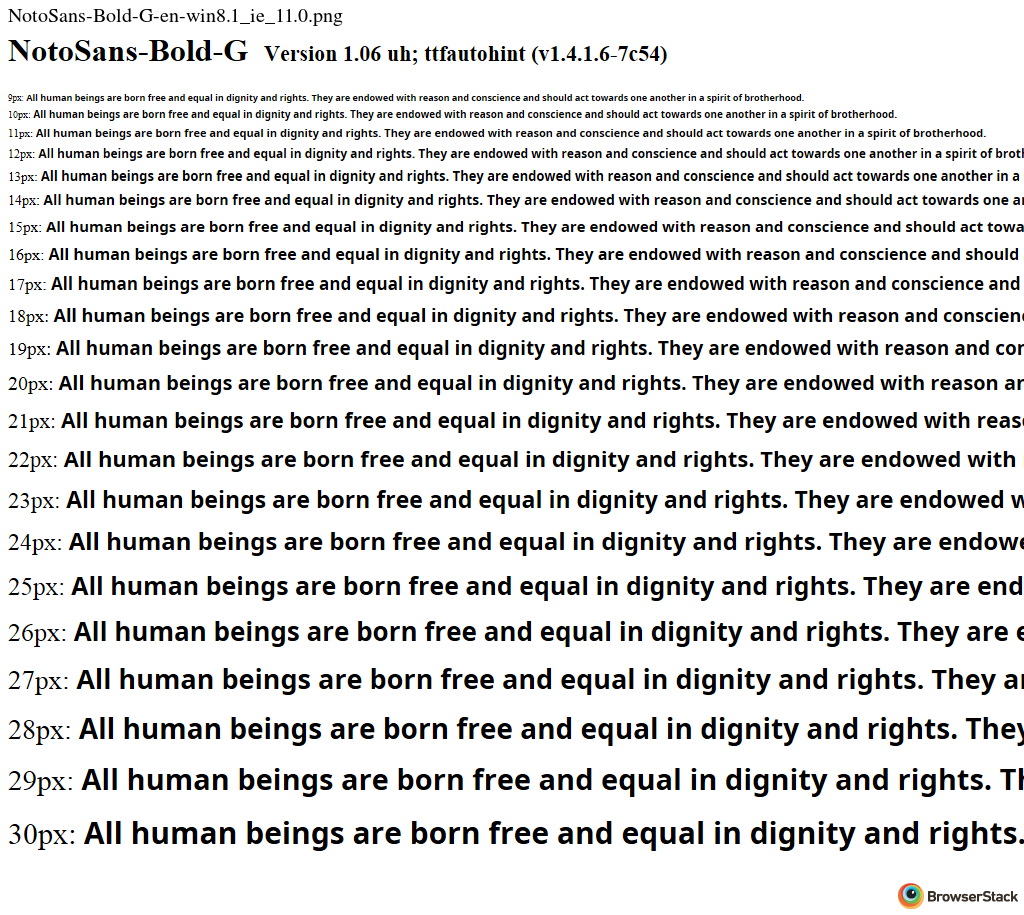 NotoSans-Bold-G-en-win8.1_ie_11.0.png
NotoSans-Bold-G Version 1.06 uh; ttfautohint (v1.4.1.6-7c54)
9px: All human beings are born free and equal in dignity and rights. They are endowed with reason and conscience and should act towards one another in a spirit of brotherhood.
10px: All human beings are born free and equal in dignity and rights. They are endowed with reason and conscience and should act towards one another in a spirit of brotherhood.
11px: All human beings are born free and equal in dignity and rights. They are endowed with reason and conscience and should act towards one another in a spirit of brotherhood.
12px: All human beings are born free and equal in dignity and rights. They are endowed with reason and conscience and should act towards one another in a spirit of broth
13px: All human beings are born free and equal in dignity and rights. They are endowed with reason and conscience and should act towards one another in a
14px: All human beings are born free and equal in dignity and rights. They are endowed with reason and conscience and should act towards one an
15px: All human beings are born free and equal in dignity and rights. They are endowed with reason and conscience and should act towa
16px: All human beings are born free and equal in dignity and rights. They are endowed with reason and conscience and should
17px: All human beings are born free and equal in dignity and rights. They are endowed with reason and conscience and
18px: All human beings are born free and equal in dignity and rights. They are endowed with reason and conscien
19px: All human beings are born free and equal in dignity and rights. They are endowed with reason and con
20px: All human beings are born free and equal in dignity and rights. They are endowed with reason an
21px: All human beings are born free and equal in dignity and rights. They are endowed with reaso
22px: All human beings are born free and equal in dignity and rights. They are endowed with
23px: All human beings are born free and equal in dignity and rights. They are endowed w
24px: All human beings are born free and equal in dignity and rights. They are endowe
25px: All human beings are born free and equal in dignity and rights. They are end
26px: All human beings are born free and equal in dignity and rights. They are e
27px: All human beings are born free and equal in dignity and rights. They ar
28px: All human beings are born free and equal in dignity and rights. They
29px: All human beings are born free and equal in dignity and rights. Th
30px: All human beings are born free and equal in dignity and rights.
BrowserStack